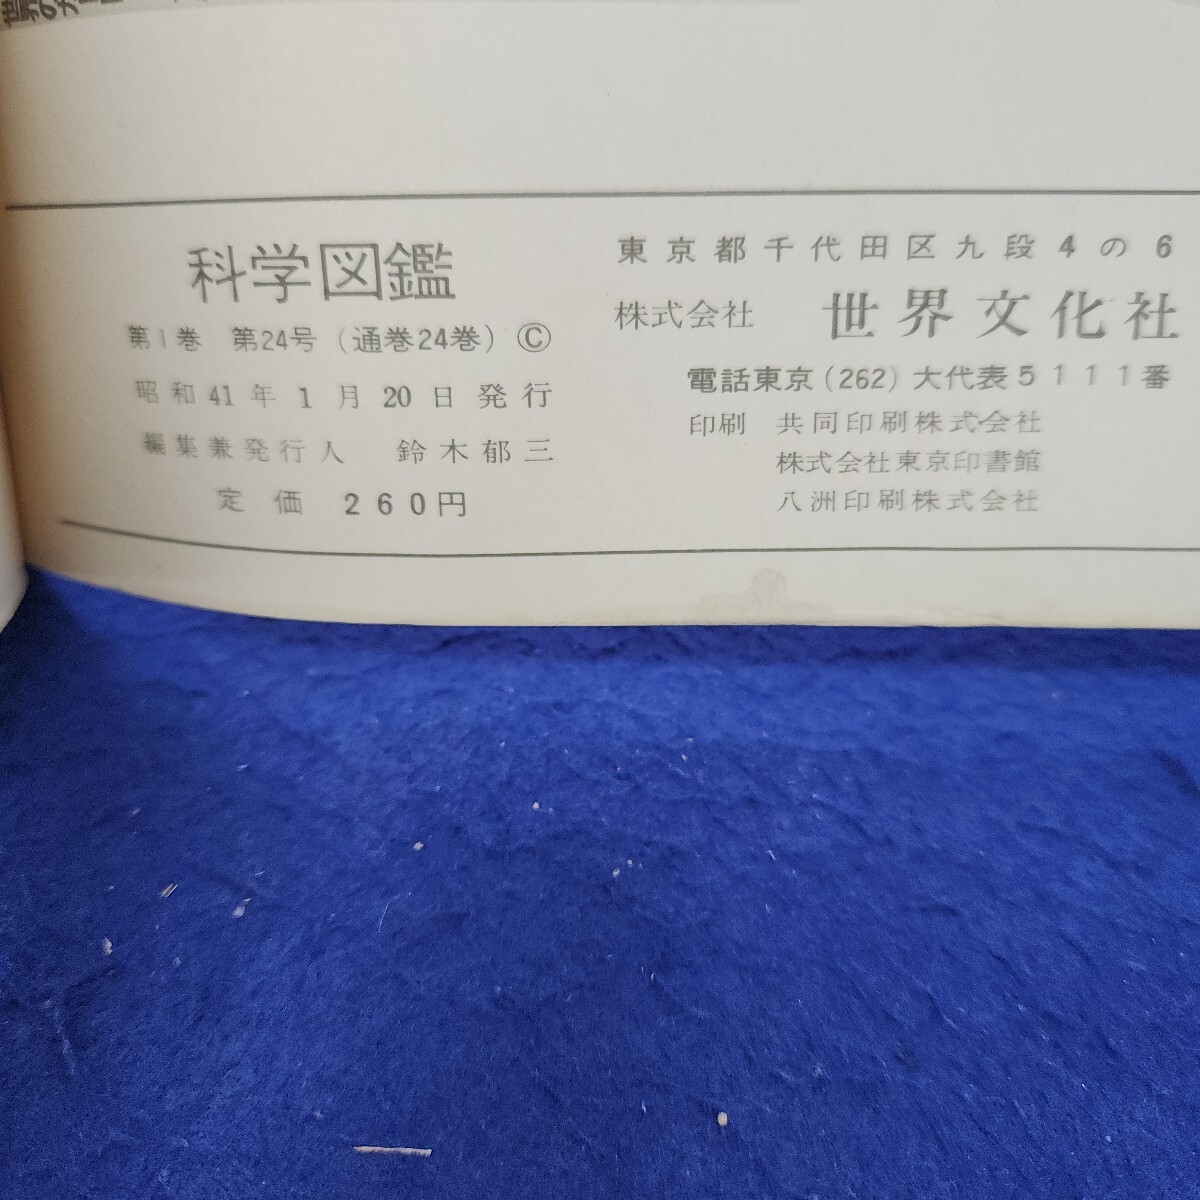 科学図鑑
第1巻 第24号(通巻24巻)©
昭和41年1月20日発行
編集兼発行人 鈴木郁三
定価 260円
東京都千代田区九段4の6
株式会社 世界文化社
電話東京(262)大代表5111番
印刷 共同印刷株式会社
株式会社東京印書館
八洲印刷株式会社